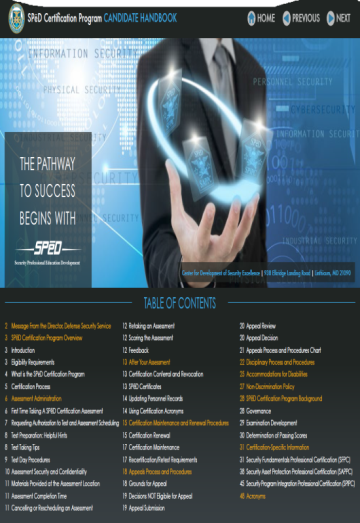 SPēD Certification Program CANDIDATE HANDBOOK
HOME
PREVIOUS
NEXT
INFORMATION SECURITY
PHYSICAL SECURITY
PERSONNEL SECURITY
CYBERSECURITY
INFORMATION SECURITY
SECURITY
INDUSTRIAL SECURITY
THE PATHWAY
TO SUCCESS
BEGINS WITH
SPēD
Security Professional Education Development
Center for Development of Security Excellence | 938 Elkridge Landing Road | Linthicum, MD 21090
TABLE OF CONTENTS
2 Message From the Director, Defense Security Service
3 SPēD Certification Program Overview
3 Introduction
3 Eligibility Requirements
4 What is the SPēD Certification Program
5 Certification Process
6 Assessment Administration
6 First Time Taking A SPēD Certification Assessment
7 Requesting Authorization to Test and Assessment Scheduling
8 Test Preparation: Helpful Hints
8 Test Taking Tips
9 Test Day Procedures
10 Assessment Security and Confidentiality
11 Materials Provided at the Assessment Location
11 Assessment Completion Time
11 Cancelling or Rescheduling an Assessment
12 Retaking an Assessment
12 Scoring the Assessment
12 Feedback
13 After Your Assessment
13 Certification Conferral and Revocation
13 SPēD Certificates
14 Updating Personnel Records
14 Using Certification Acronyms
15 Certification Maintenance and Renewal Procedures
15 Certification Renewal
17 Certification Maintenance
17 Recertification/Retest Requirements
18 Appeals Process and Procedures
18 Grounds for Appeal
19 Decisions NOT Eligible for Appeal
19 Appeal Submission
20 Appeal Review
20 Appeal Decision
21 Appeals Process and Procedures Chart
25 Disciplinary Process and Procedures
26 Accommodations for Disabilities
27 Non-Discrimination Policy
28 SPēD Certification Program Background
28 Governance
29 Examination Development
30 Determination of Passing Scores
31 Certification-Specific Information
31 Security Fundamentals Professional Certification (SFPC)
38 Security Asset Protection Professional Certification (SAPPC)
45 Security Program Integration Professional Certification (SPIPC)
48 Acronyms